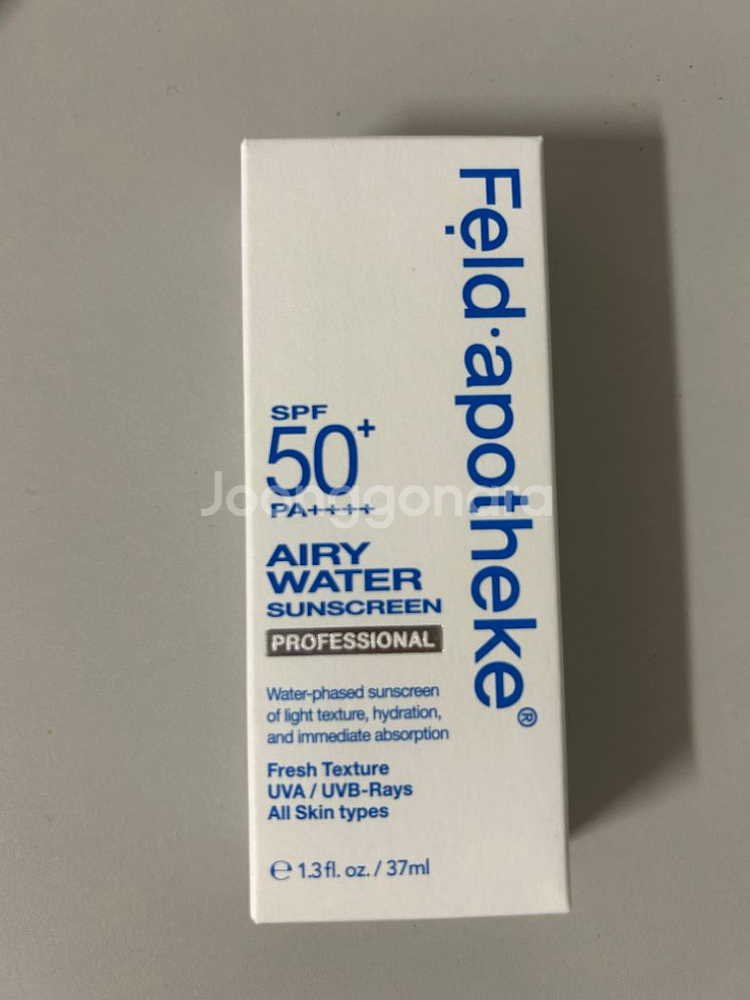 Fẹld·apotheke®
SPF
50+
PA++++
AIRY
WATER
SUNSCREEN
PROFESSIONAL
Water-phased sunscreen
of light texture, hydration,
and immediate absorption
Fresh Texture
UVA / UVB-Rays
All Skin types
℮ 1.3 fl. oz. / 37ml
Joonggonara